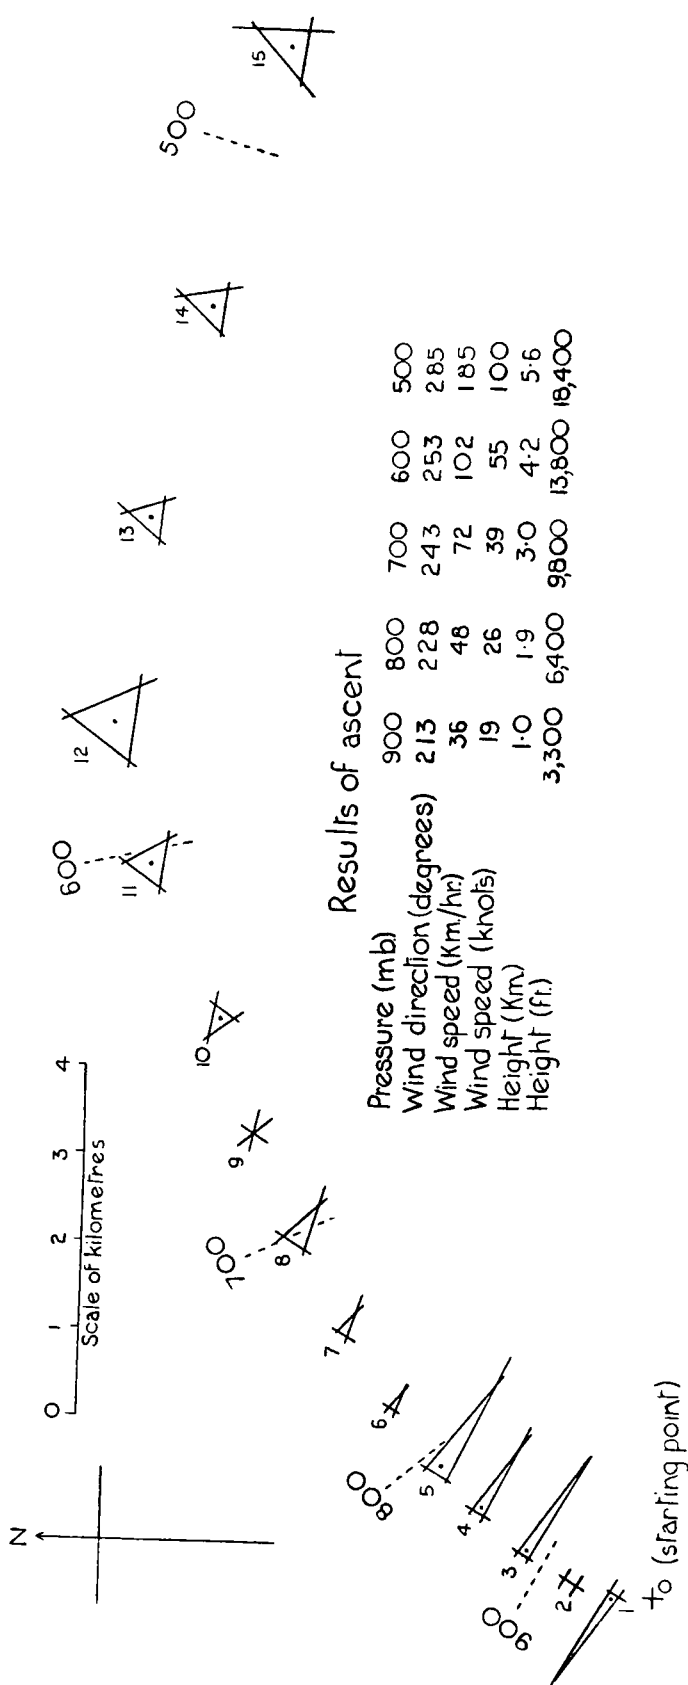 N
0 1 2 3 4
Scale of kilometres
+0 (starting point)
1
2
900
3
4
5
800
6
7
700
8
9
10
600
11
12
13
14
500
15
Results of ascent
Pressure (mb.) 900 800 700 600 500
Wind direction (degrees) 213 228 243 253 285
Wind speed (Km./hr.) 36 48 72 102 185
Wind speed (knots) 19 26 39 55 100
Height (Km.) 1·0 1·9 3·0 4·2 5·6
Height (ft.) 3,300 6,400 9,800 13,800 18,400